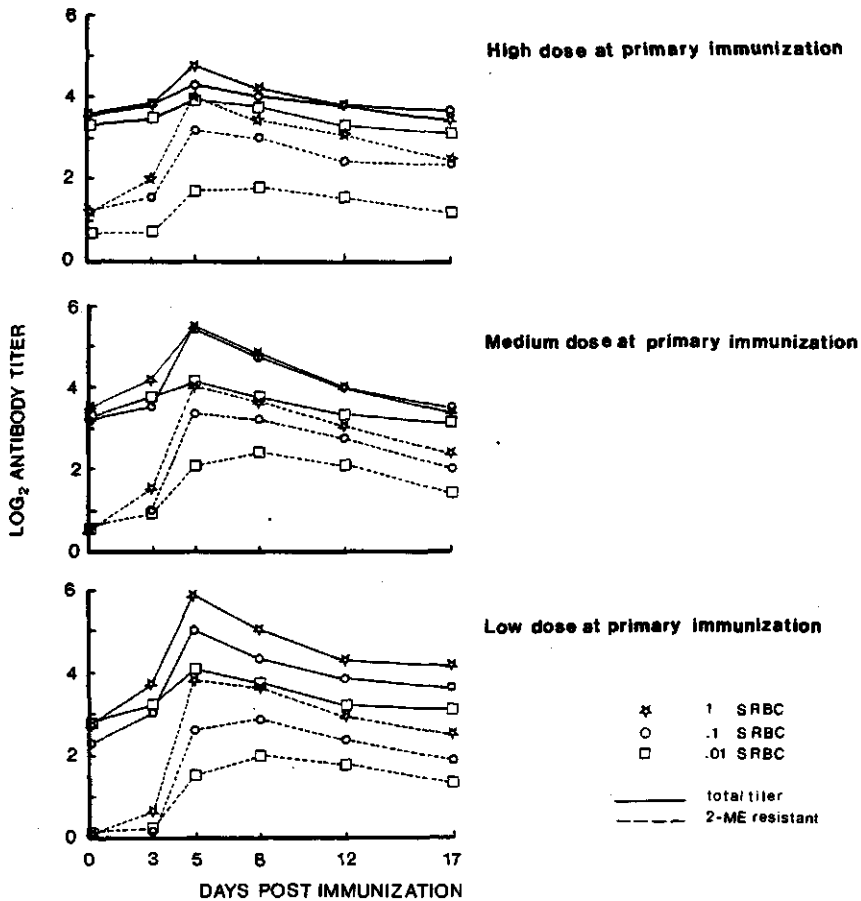 6
4
2
0
High dose at primary immunization
6
4
2
0
Medium dose at primary immunization
LOG₂ ANTIBODY TITER
6
4
2
0
Low dose at primary immunization
1 SRBC
.1 SRBC
.01 SRBC
total titer
2-ME resistant
0 3 5 8 12 17
DAYS POST IMMUNIZATION